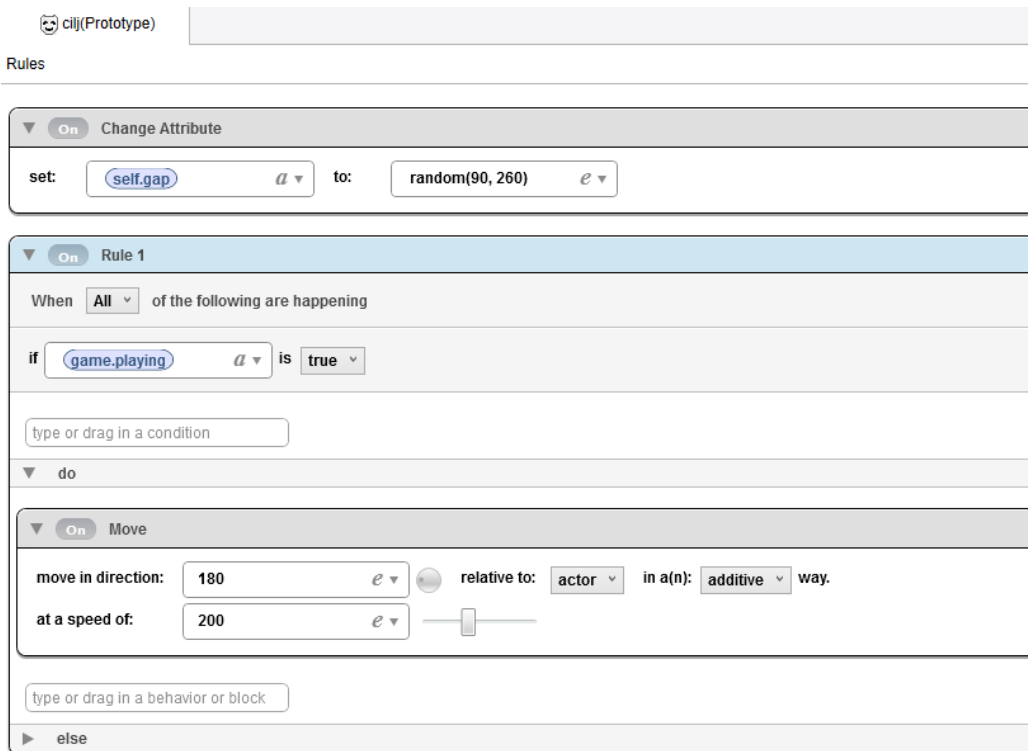 cilj(Prototype)
Rules
On Change Attribute
set: self.gap a to: random(90, 260) e
On Rule 1
When All of the following are happening
if game.playing a is true
type or drag in a condition
do
On Move
move in direction: 180 e relative to: actor in a(n): additive way.
at a speed of: 200 e
type or drag in a behavior or block
else